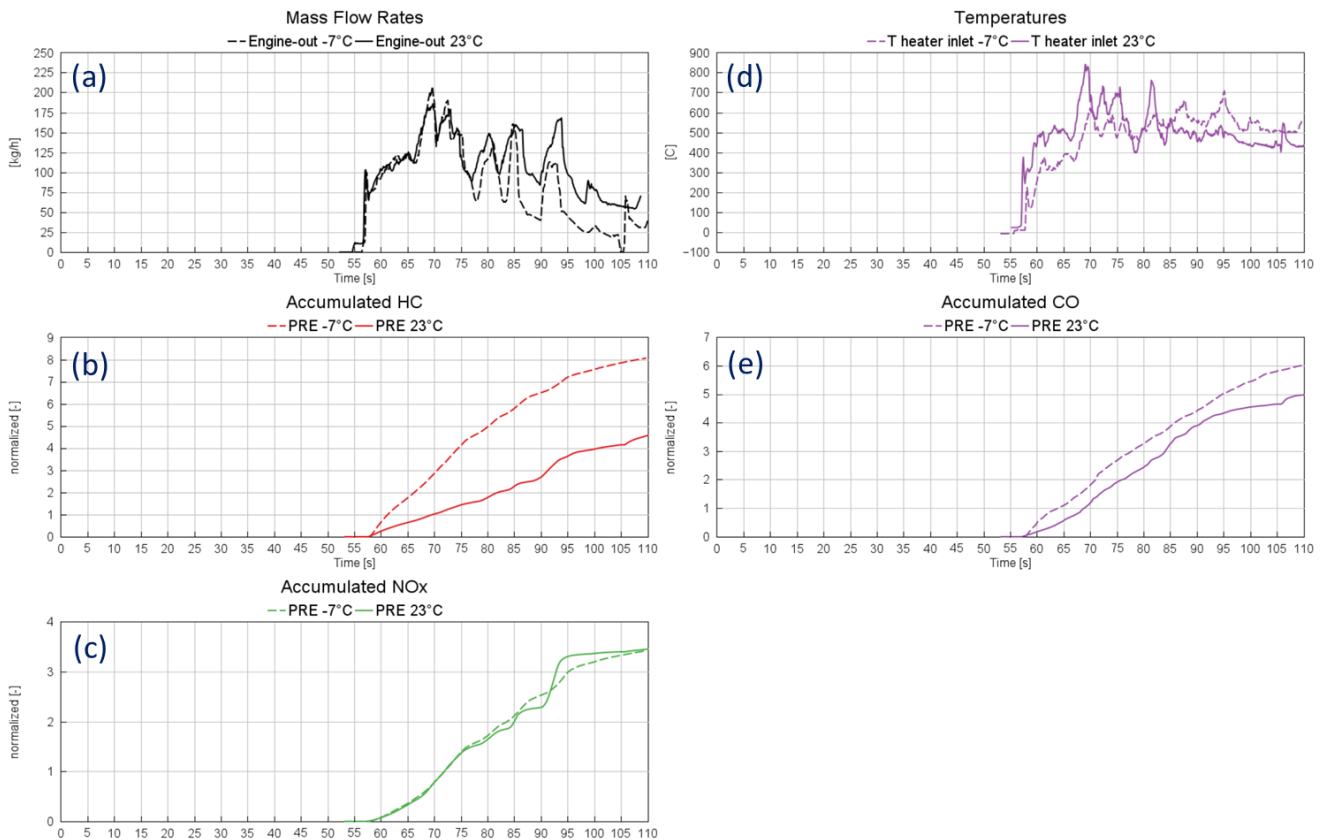 Mass Flow Rates
Engine-out -7°C Engine-out 23°C
(a)
[kg/h]
250
225
200
175
150
125
100
75
50
25
0
0 5 10 15 20 25 30 35 40 45 50 55 60 65 70 75 80 85 90 95 100 105 110
Time [s]
Temperatures
T heater inlet -7°C T heater inlet 23°C
(d)
[C]
900
800
700
600
500
400
300
200
100
0
−100
0 5 10 15 20 25 30 35 40 45 50 55 60 65 70 75 80 85 90 95 100 105 110
Time [s]
Accumulated HC
PRE -7°C PRE 23°C
(b)
normalized [-]
9
8
7
6
5
4
3
2
1
0
0 5 10 15 20 25 30 35 40 45 50 55 60 65 70 75 80 85 90 95 100 105 110
Time [s]
Accumulated CO
PRE -7°C PRE 23°C
(e)
normalized [-]
7
6
5
4
3
2
1
0
0 5 10 15 20 25 30 35 40 45 50 55 60 65 70 75 80 85 90 95 100 105 110
Time [s]
Accumulated NOx
PRE -7°C PRE 23°C
(c)
normalized [-]
4
3
2
1
0
0 5 10 15 20 25 30 35 40 45 50 55 60 65 70 75 80 85 90 95 100 105 110